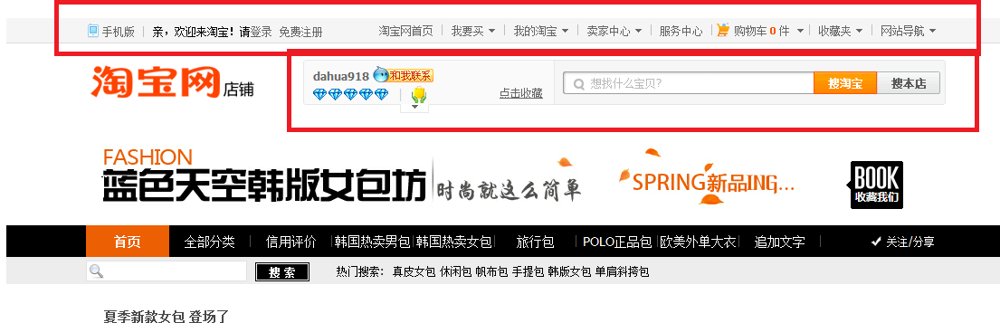 手机版 亲，欢迎来淘宝！请登录 免费注册 淘宝网首页 我要买 我的淘宝 卖家中心 服务中心 购物车 0 件 收藏夹 网站导航
淘宝网店铺
dahua918 和我联系
点击收藏
想找什么宝贝? 搜淘宝 搜本店
FASHION
蓝色天空韩版女包坊 时尚就这么简单 SPRING新品ING...
BOOK
收藏我们
首页 全部分类 信用评价 韩国热卖男包 韩国热卖女包 旅行包 POLO正品包 欧美外单大衣 追加文字 关注/分享
搜 索 热门搜索： 真皮女包 休闲包 帆布包 手提包 韩版女包 单肩斜挎包
夏季新款女包 登场了